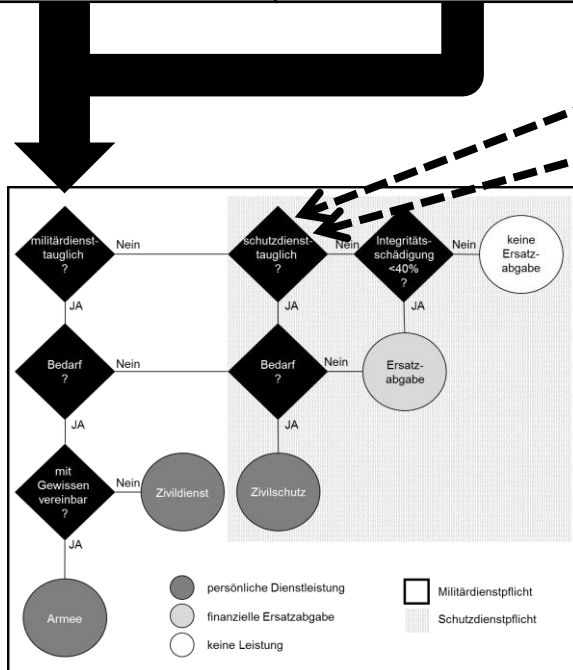 militärdienst-
tauglich
?
Nein
schutzdienst-
tauglich
?
Nein
Integritäts-
schädigung
<40%
?
Nein
keine
Ersatz-
abgabe
JA
JA
JA
Bedarf
?
Nein
Bedarf
?
Nein
Ersatz-
abgabe
JA
JA
mit
Gewissen
vereinbar
?
Nein
Zivildienst
Zivilschutz
JA
Armee
persönliche Dienstleistung
finanzielle Ersatzabgabe
keine Leistung
Militärdienstpflicht
Schutzdienstpflicht